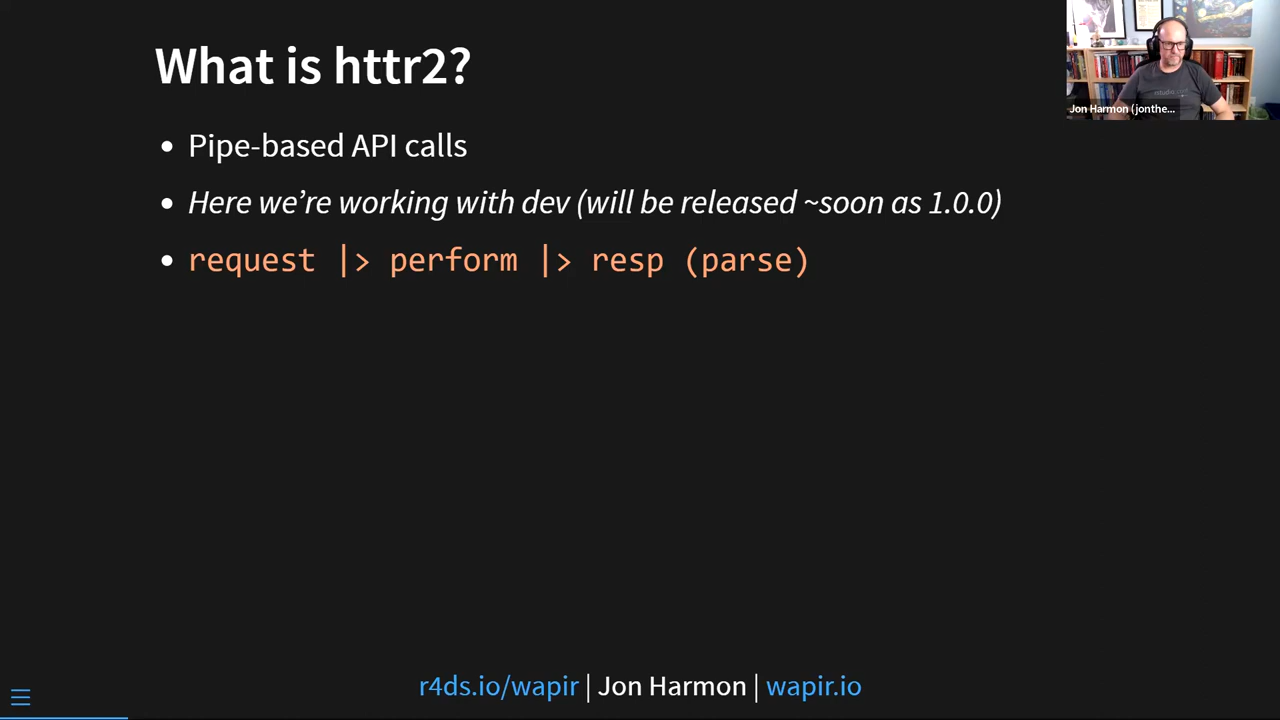 What is httr2?
Jon Harmon (jonthe...
• Pipe-based API calls
• Here we're working with dev (will be released ~soon as 1.0.0)
• request |> perform |> resp (parse)
r4ds.io/wapir | Jon Harmon | wapir.io